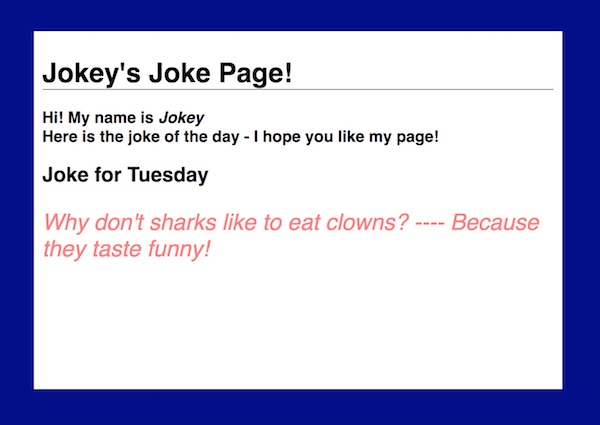 Jokey's Joke Page!
Hi! My name is Jokey
Here is the joke of the day - I hope you like my page!
Joke for Tuesday
Why don't sharks like to eat clowns? ---- Because
they taste funny!